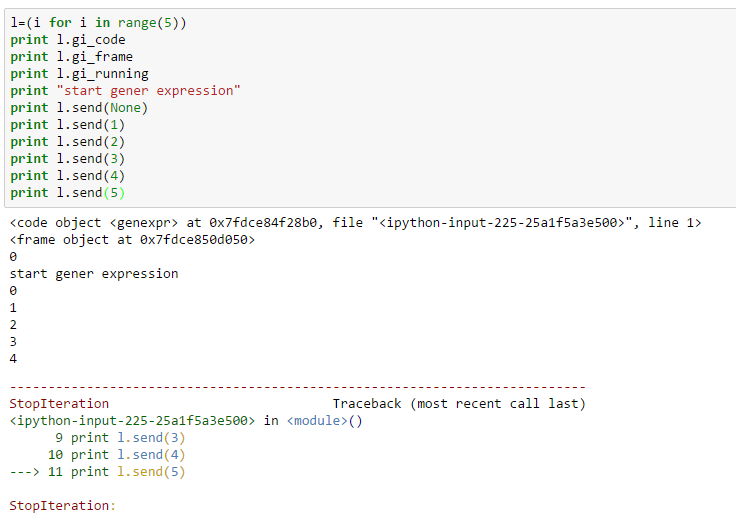 l=(i for i in range(5))
print l.gi_code
print l.gi_frame
print l.gi_running
print "start gener expression"
print l.send(None)
print l.send(1)
print l.send(2)
print l.send(3)
print l.send(4)
print l.send(5)
<code object <genexpr> at 0x7fdce84f28b0, file "<ipython-input-225-25a1f5a3e500>", line 1>
<frame object at 0x7fdce850d050>
0
start gener expression
0
1
2
3
4
---------------------------------------------------------------------------
StopIteration                             Traceback (most recent call last)
<ipython-input-225-25a1f5a3e500> in <module>()
      9 print l.send(3)
     10 print l.send(4)
---> 11 print l.send(5)
StopIteration: